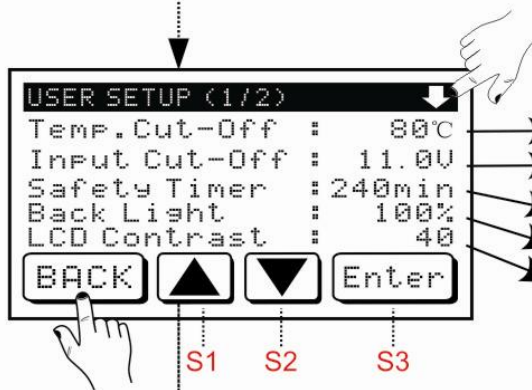 USER SETUP (1/2)
Temp.Cut-Off : 80℃
Input Cut-Off : 11.0V
Safety Timer : 240min
Back Light : 100%
LCD Contrast : 40
BACK Enter
S1 S2 S3